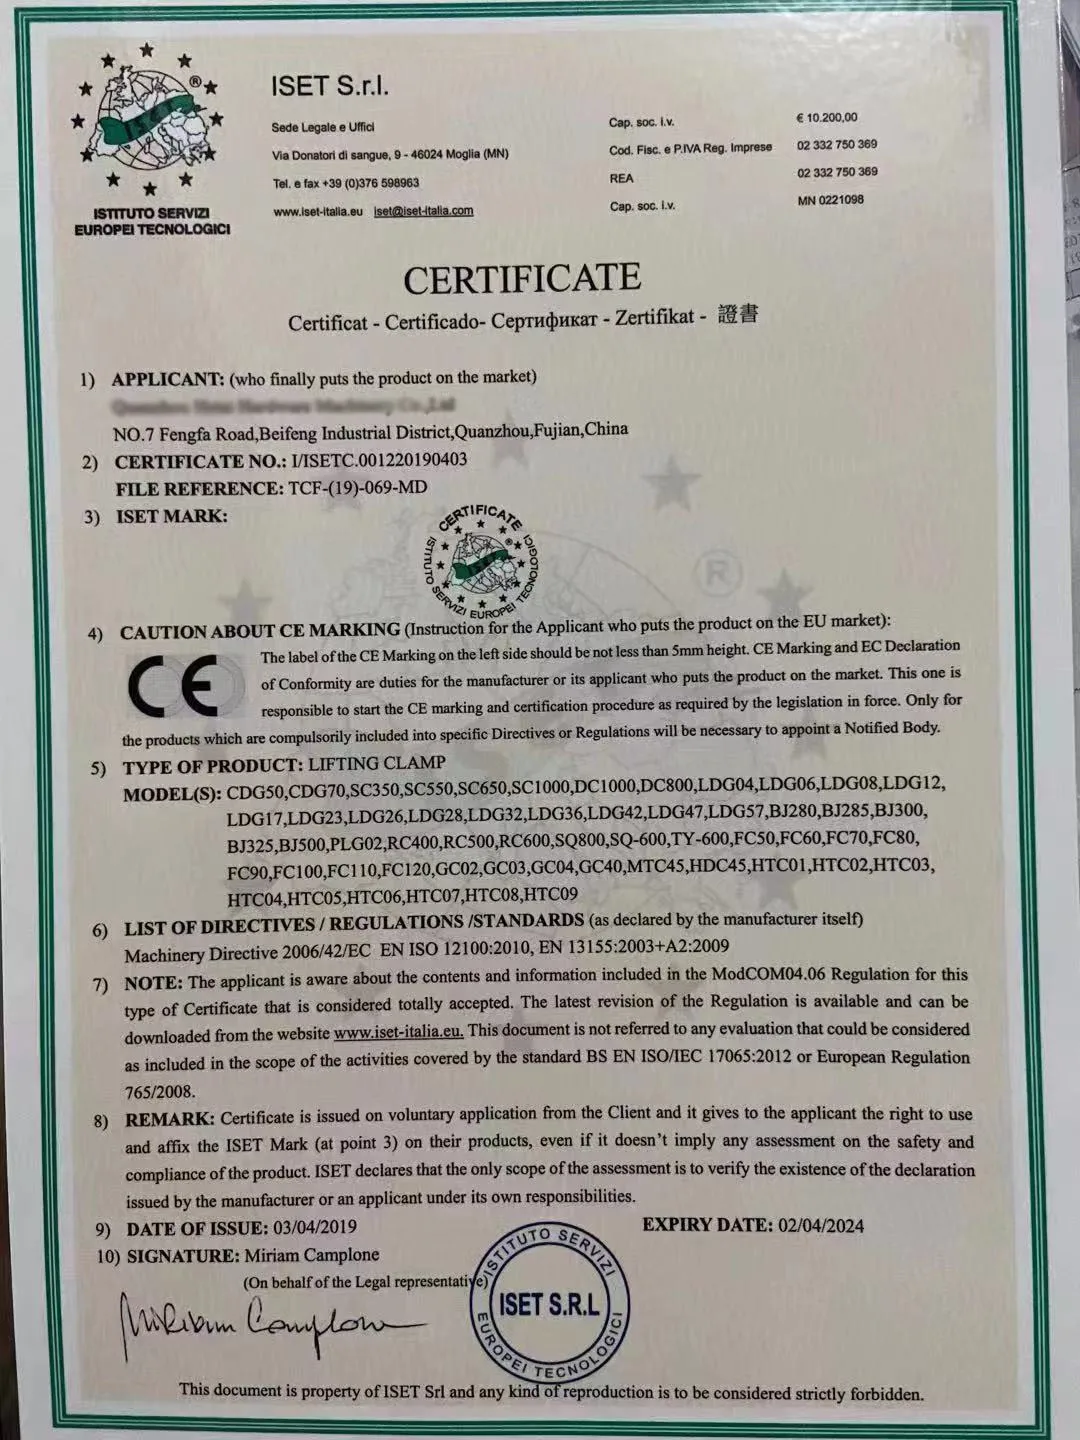 ISET
®
ISTITUTO SERVIZI
EUROPEI TECNOLOGICI
ISET S.r.l.
Sede Legale e Uffici
Via Donatori di sangue, 9 - 46024 Moglia (MN)
Tel. e fax +39 (0)376 598963
www.iset-italia.eu iset@iset-italia.com
Cap. soc. i.v. € 10.200,00
Cod. Fisc. e P.IVA Reg. Imprese 02 332 750 369
REA 02 332 750 369
Cap. soc. i.v. MN 0221098
CERTIFICATE
Certificat - Certificado- Сертификат - Zertifikat - 證書
1) APPLICANT: (who finally puts the product on the market)
NO.7 Fengfa Road,Beifeng Industrial District,Quanzhou,Fujian,China
2) CERTIFICATE NO.: I/ISETC.001220190403
FILE REFERENCE: TCF-(19)-069-MD
3) ISET MARK:
CERTIFICATE
ISTITUTO SERVIZI EUROPEI TECNOLOGICI
ISET
®
4) CAUTION ABOUT CE MARKING (Instruction for the Applicant who puts the product on the EU market):
CE
The label of the CE Marking on the left side should be not less than 5mm height. CE Marking and EC Declaration
of Conformity are duties for the manufacturer or its applicant who puts the product on the market. This one is
responsible to start the CE marking and certification procedure as required by the legislation in force. Only for
the products which are compulsorily included into specific Directives or Regulations will be necessary to appoint a Notified Body.
5) TYPE OF PRODUCT: LIFTING CLAMP
MODEL(S): CDG50,CDG70,SC350,SC550,SC650,SC1000,DC1000,DC800,LDG04,LDG06,LDG08,LDG12,
LDG17,LDG23,LDG26,LDG28,LDG32,LDG36,LDG42,LDG47,LDG57,BJ280,BJ285,BJ300,
BJ325,BJ500,PLG02,RC400,RC500,RC600,SQ800,SQ-600,TY-600,FC50,FC60,FC70,FC80,
FC90,FC100,FC110,FC120,GC02,GC03,GC04,GC40,MTC45,HDC45,HTC01,HTC02,HTC03,
HTC04,HTC05,HTC06,HTC07,HTC08,HTC09
6) LIST OF DIRECTIVES / REGULATIONS /STANDARDS (as declared by the manufacturer itself)
Machinery Directive 2006/42/EC EN ISO 12100:2010, EN 13155:2003+A2:2009
7) NOTE: The applicant is aware about the contents and information included in the ModCOM04.06 Regulation for this
type of Certificate that is considered totally accepted. The latest revision of the Regulation is available and can be
downloaded from the website www.iset-italia.eu. This document is not referred to any evaluation that could be considered
as included in the scope of the activities covered by the standard BS EN ISO/IEC 17065:2012 or European Regulation
765/2008.
8) REMARK: Certificate is issued on voluntary application from the Client and it gives to the applicant the right to use
and affix the ISET Mark (at point 3) on their products, even if it doesn't imply any assessment on the safety and
compliance of the product. ISET declares that the only scope of the assessment is to verify the existence of the declaration
issued by the manufacturer or an applicant under its own responsibilities.
9) DATE OF ISSUE: 03/04/2019 EXPIRY DATE: 02/04/2024
10) SIGNATURE: Miriam Camplone
(On behalf of the Legal representative)
Miriam Camplone
ISTITUTO SERVIZI
ISET S.R.L
EUROPEI TECNOLOGICI
This document is property of ISET Srl and any kind of reproduction is to be considered strictly forbidden.